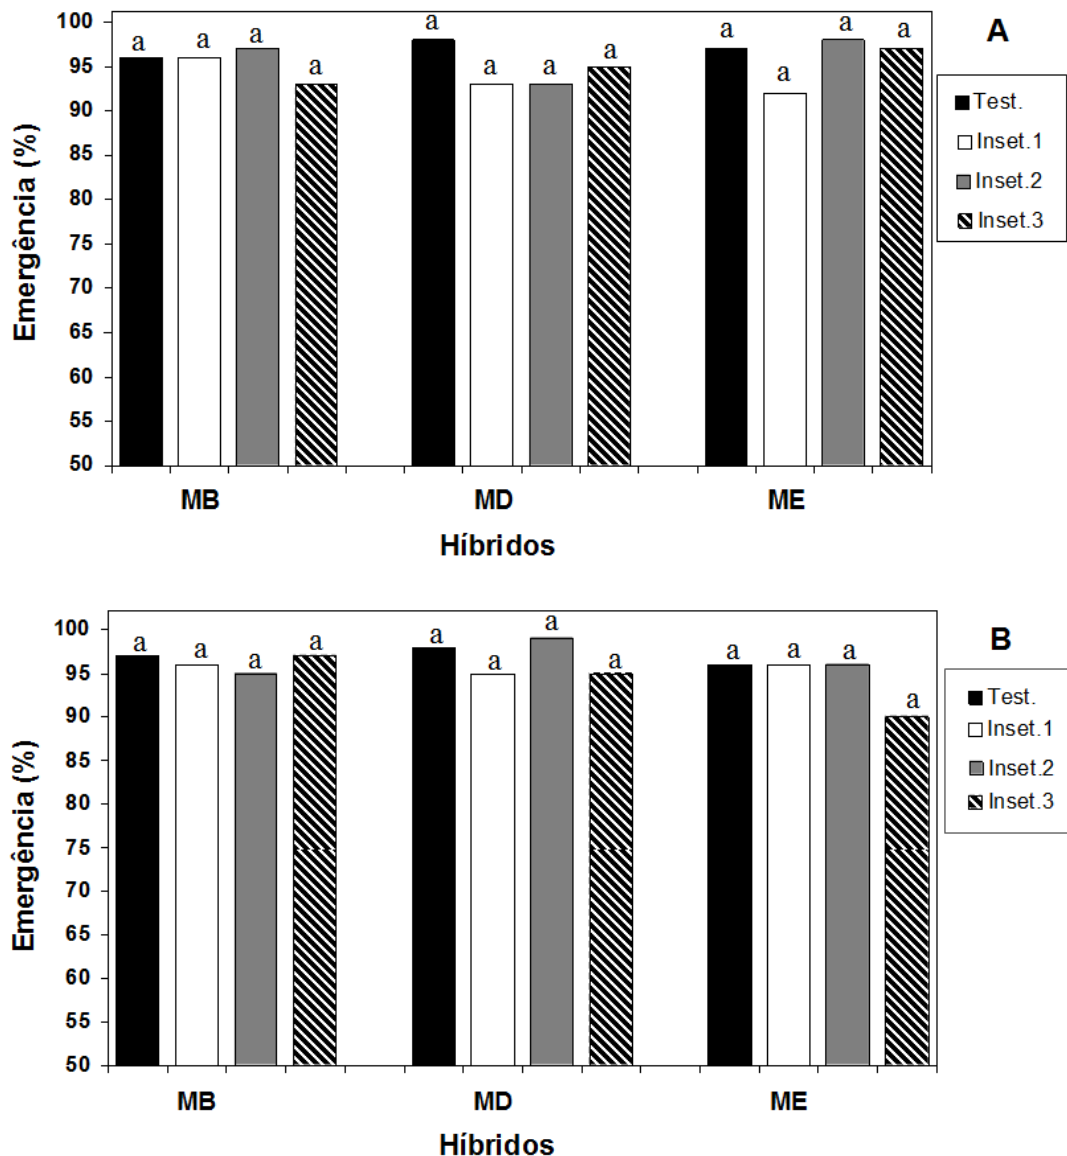 A
Emergência (%)
100
95
90
85
80
75
70
65
60
55
50
a a a a a a a a a a a a
MB MD ME
Híbridos
Test.
Inset.1
Inset.2
Inset.3
B
Emergência (%)
100
95
90
85
80
75
70
65
60
55
50
a a a a a a a a a a a a
MB MD ME
Híbridos
Test.
Inset.1
Inset.2
Inset.3